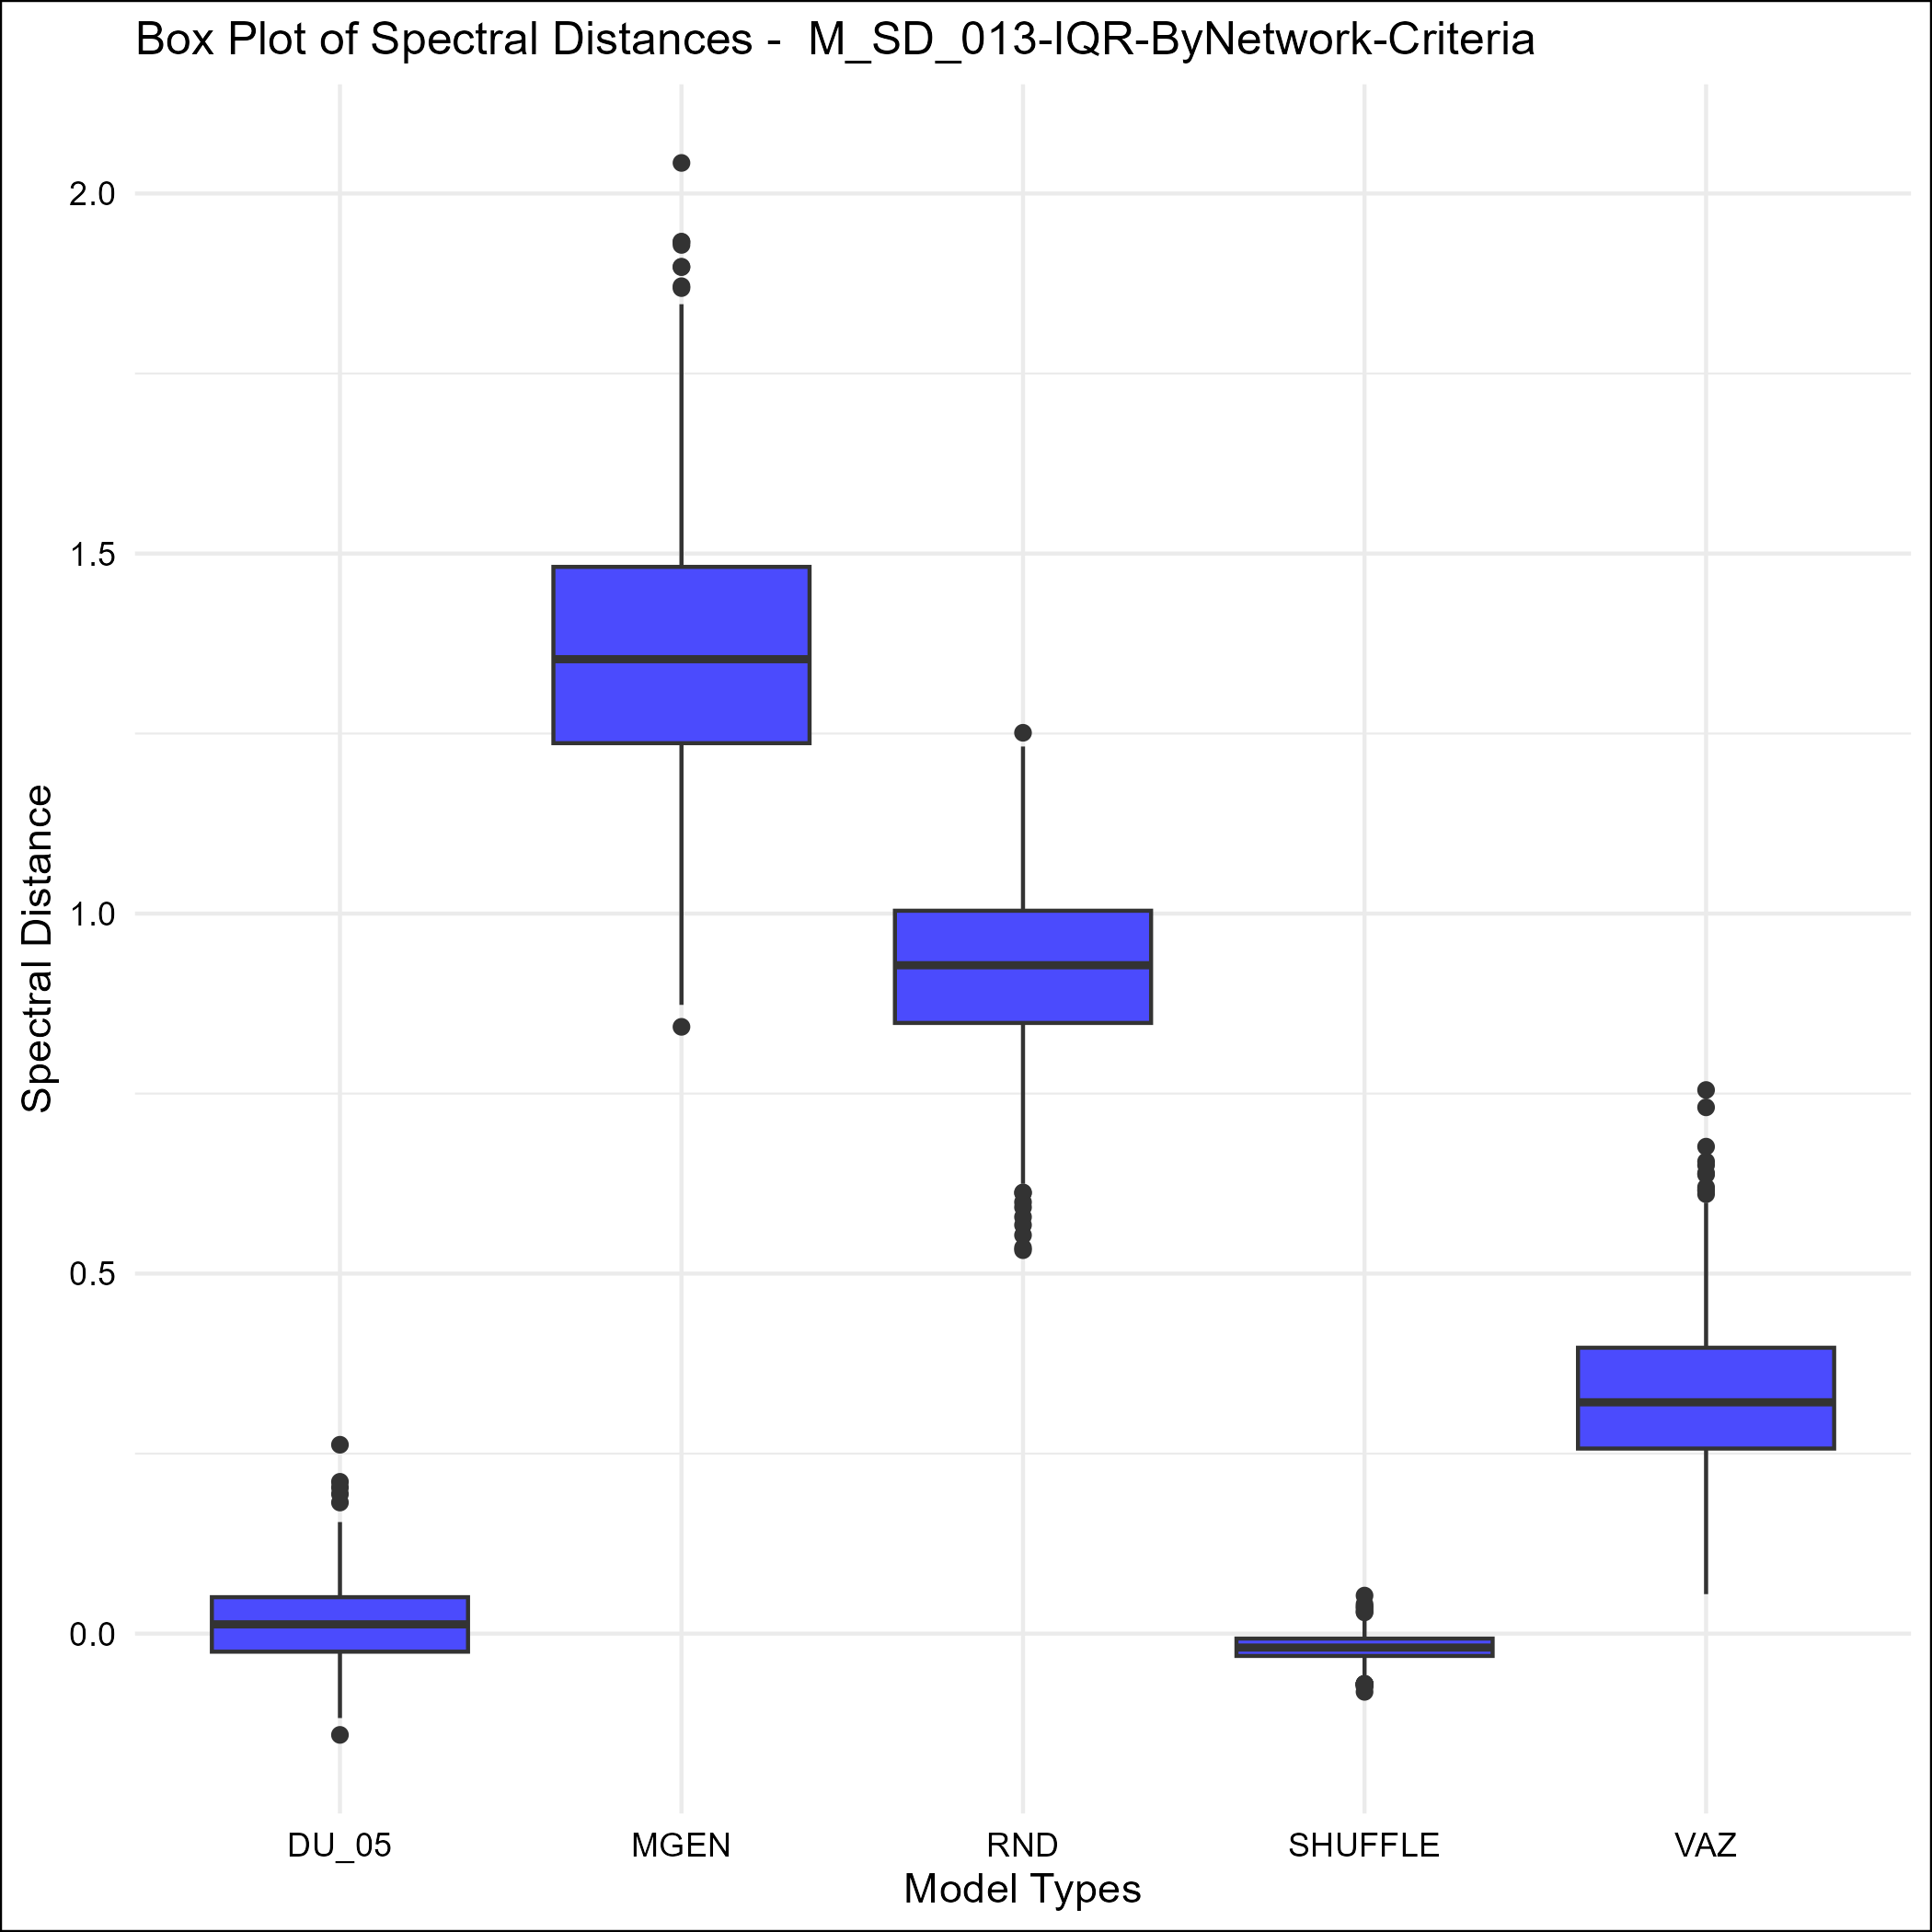 Box Plot of Spectral Distances -  M_SD_013-IQR-ByNetwork-Criteria
2.0
1.5
1.0
0.5
0.0
Spectral Distance
DU_05 MGEN RND SHUFFLE VAZ
Model Types